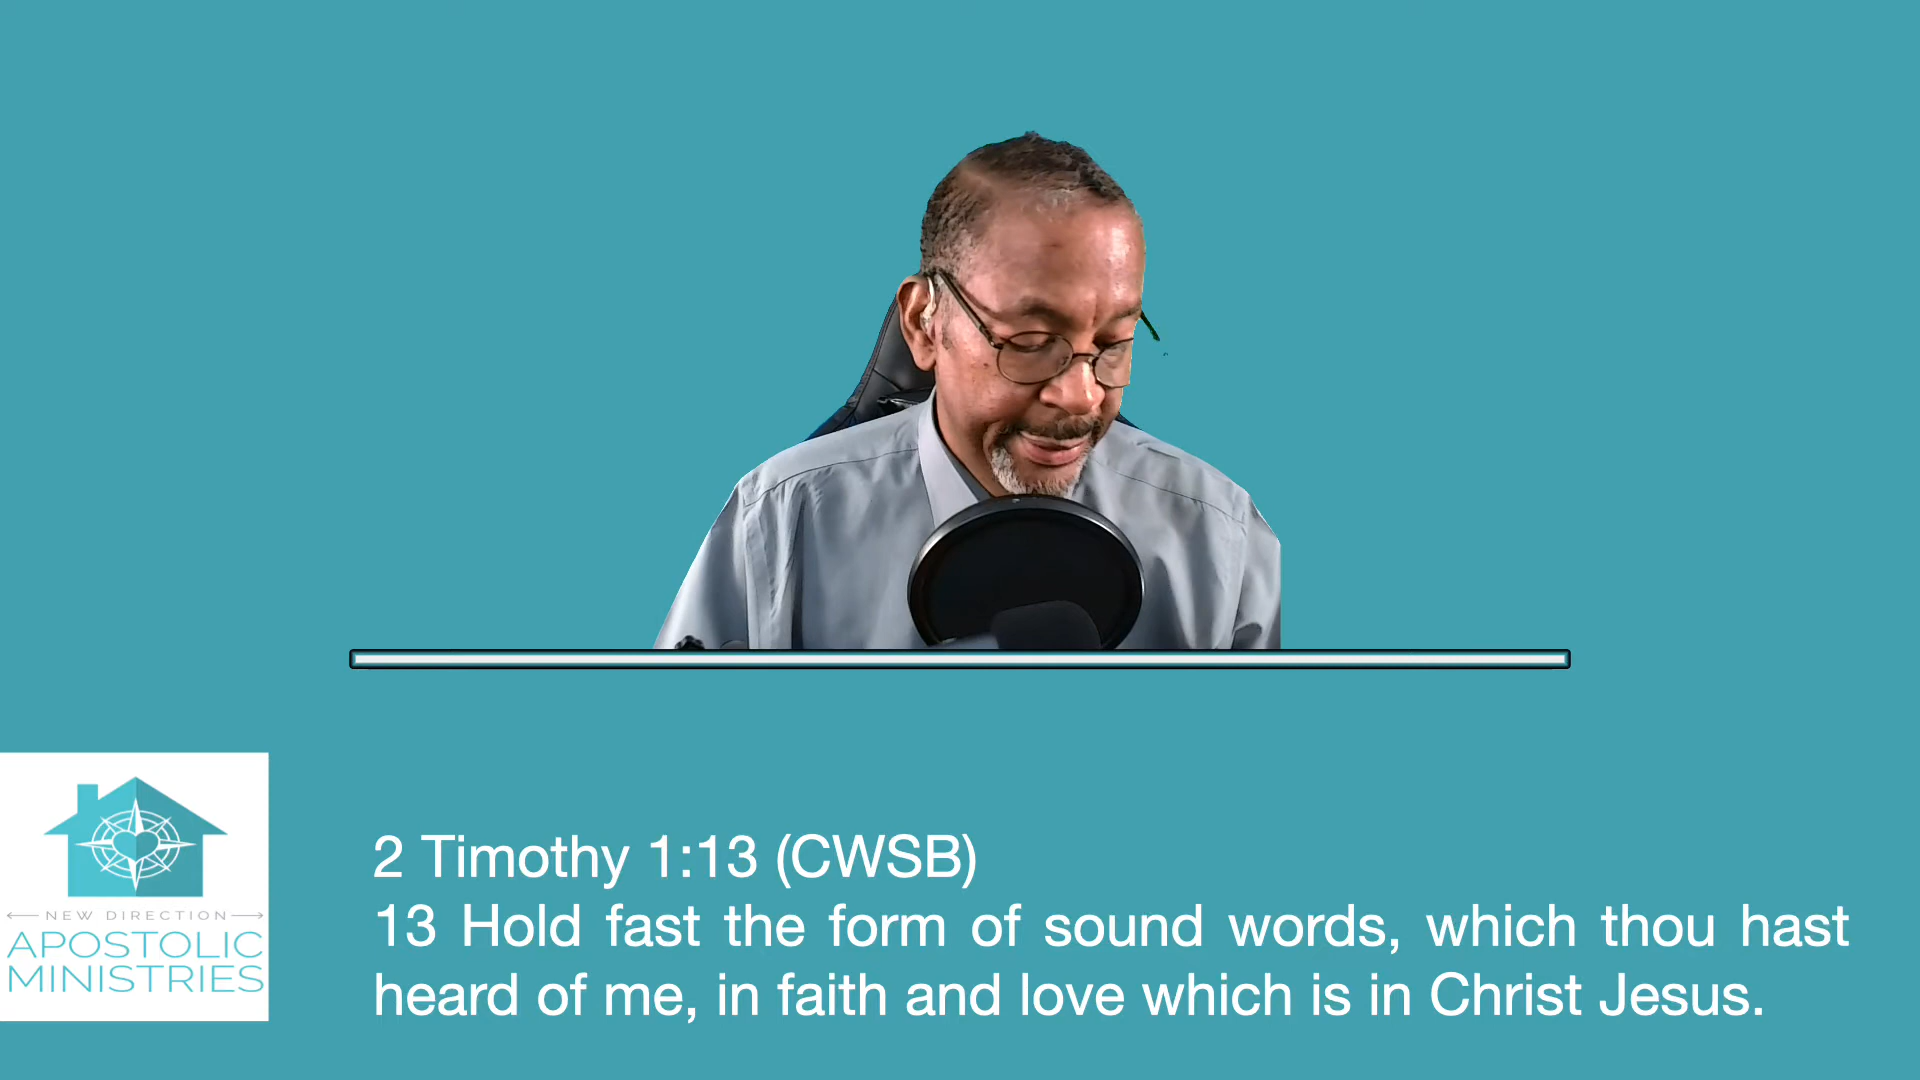 NEW DIRECTION
APOSTOLIC
MINISTRIES
2 Timothy 1:13 (CWSB)
13 Hold fast the form of sound words, which thou hast
heard of me, in faith and love which is in Christ Jesus.